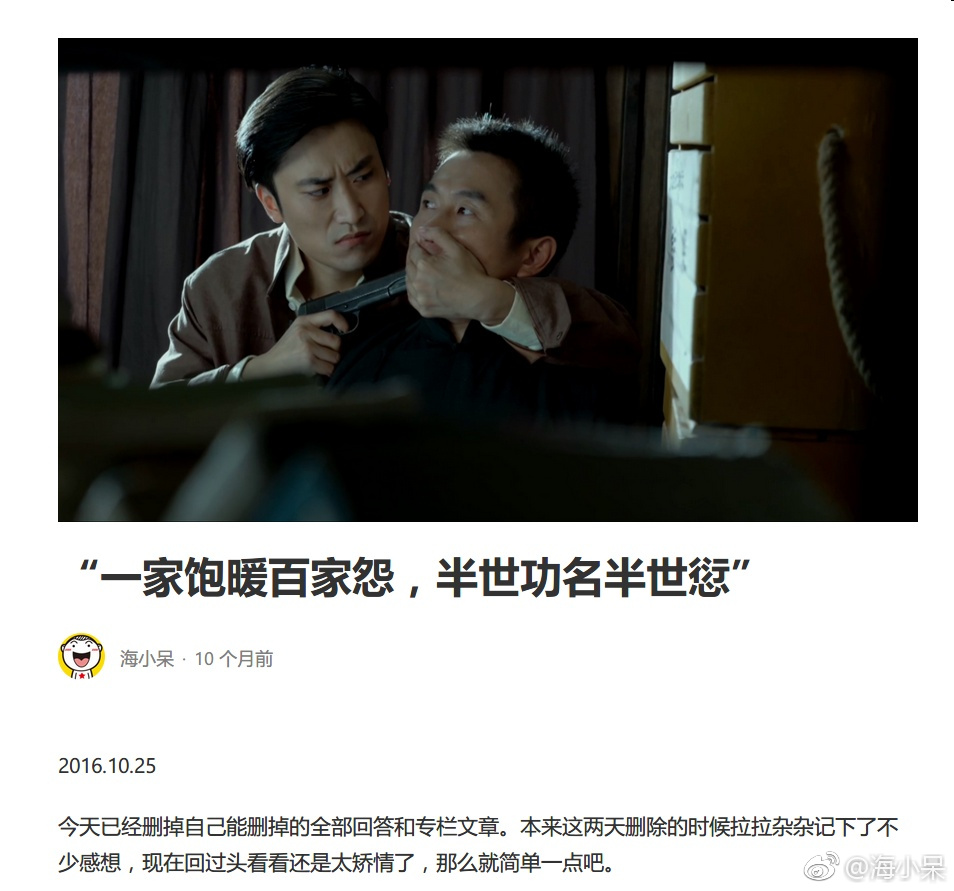 “一家饱暖百家怨，半世功名半世愆”
海小呆 · 10 个月前
2016.10.25
今天已经删掉自己能删掉的全部回答和专栏文章。本来这两天删除的时候拉拉杂杂记下了不
少感想，现在回过头看看还是太矫情了，那么就简单一点吧。
@海小呆